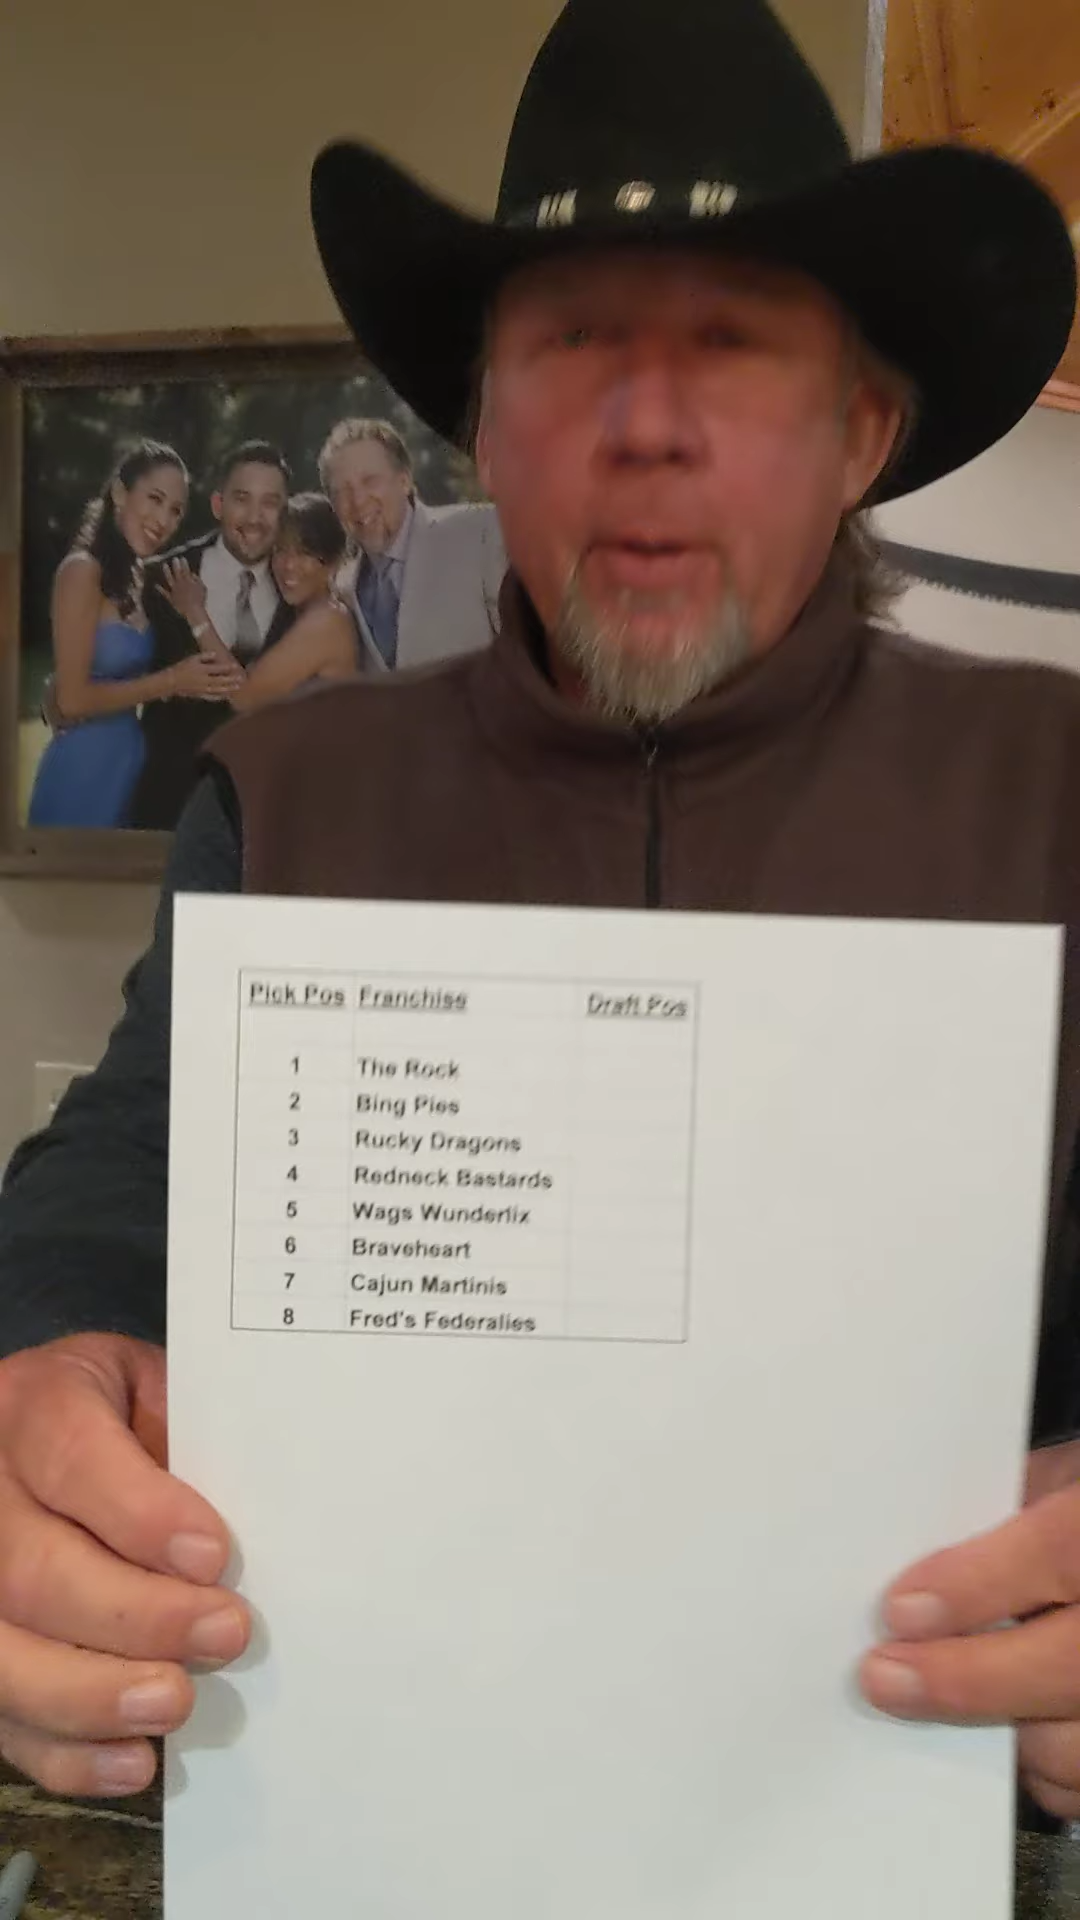 Pick Pos Franchise Draft Pos
1 The Rock
2 Bing Pies
3 Rucky Dragons
4 Redneck Bastards
5 Wags Wunderlix
6 Braveheart
7 Cajun Martinis
8 Fred's Federalies